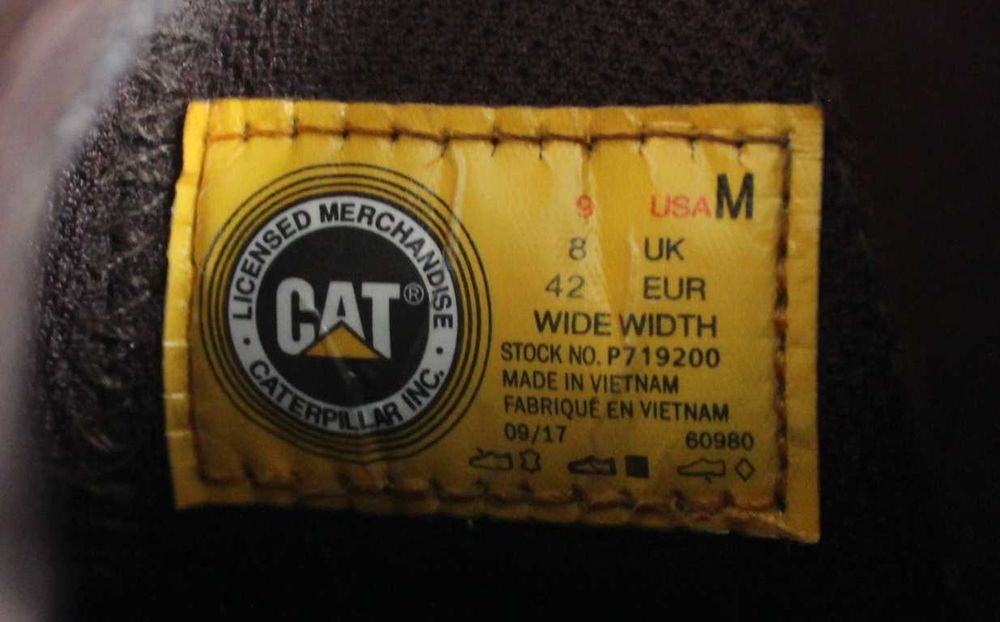 LICENSED MERCHANDISE
CAT®
· CATERPILLAR INC. ·
9 USA M
8 UK
42 EUR
WIDE WIDTH
STOCK NO. P719200
MADE IN VIETNAM
FABRIQUÉ EN VIETNAM
09/17 60980